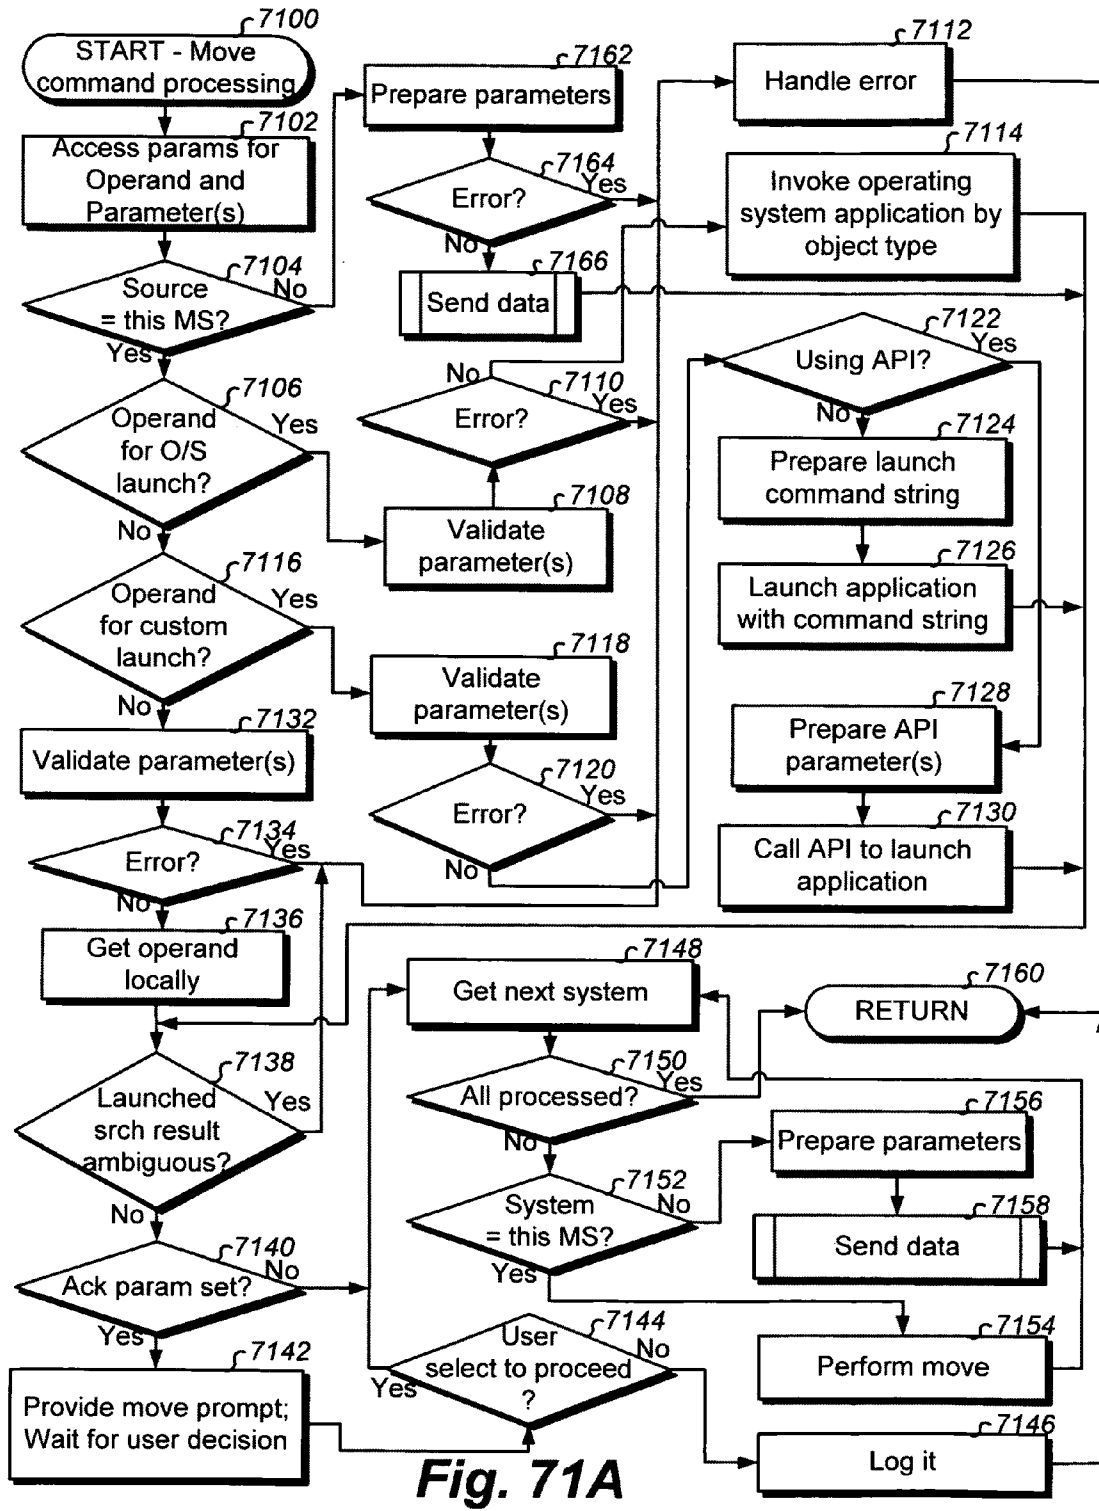 7100
START - Move
command processing
7102
Access params for
Operand and
Parameter(s)
7104
Source
= this MS?
No
Yes
7106
Operand
for O/S
launch?
Yes
No
7116
Operand
for custom
launch?
Yes
No
7132
Validate parameter(s)
7134
Error?
Yes
No
7136
Get operand
locally
7138
Launched
srch result
ambiguous?
Yes
No
7140
Ack param set?
No
Yes
7142
Provide move prompt;
Wait for user decision
7162
Prepare parameters
7164
Error?
Yes
No
7166
Send data
No
7110
Error?
Yes
7108
Validate
parameter(s)
7118
Validate
parameter(s)
7120
Error?
Yes
No
7112
Handle error
7114
Invoke operating
system application by
object type
7122
Using API?
Yes
No
7124
Prepare launch
command string
7126
Launch application
with command string
7128
Prepare API
parameter(s)
7130
Call API to launch
application
7148
Get next system
7160
RETURN
7150
All processed?
Yes
No
7152
System
= this MS?
No
Yes
7156
Prepare parameters
7158
Send data
7154
Perform move
7144
User
select to proceed
?
No
Yes
7146
Log it
Fig. 71A